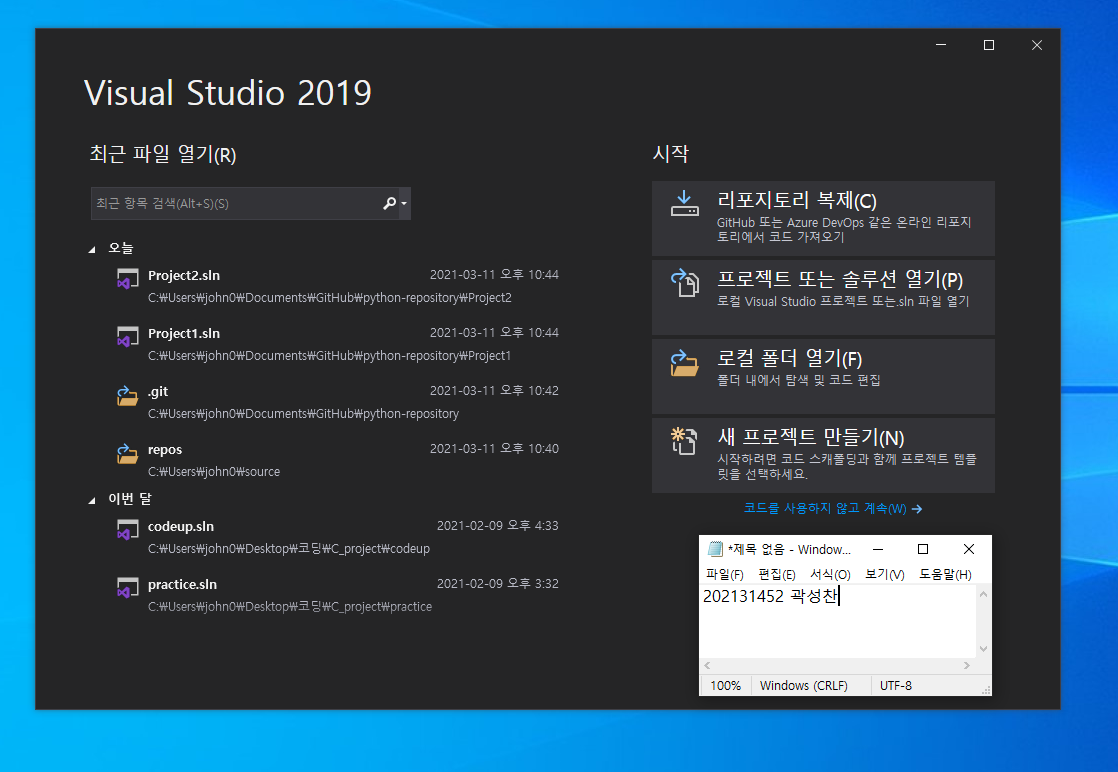 Visual Studio 2019
최근 파일 열기(R)
최근 항목 검색(Alt+S)(S)
오늘
Project2.sln 2021-03-11 오후 10:44
C:₩Users₩john0₩Documents₩GitHub₩python-repository₩Project2
Project1.sln 2021-03-11 오후 10:44
C:₩Users₩john0₩Documents₩GitHub₩python-repository₩Project1
.git 2021-03-11 오후 10:42
C:₩Users₩john0₩Documents₩GitHub₩python-repository
repos 2021-03-11 오후 10:40
C:₩Users₩john0₩source
이번 달
codeup.sln 2021-02-09 오후 4:33
C:₩Users₩john0₩Desktop₩코딩₩C_project₩codeup
practice.sln 2021-02-09 오후 3:32
C:₩Users₩john0₩Desktop₩코딩₩C_project₩practice
시작
리포지토리 복제(C)
GitHub 또는 Azure DevOps 같은 온라인 리포지
토리에서 코드 가져오기
프로젝트 또는 솔루션 열기(P)
로컬 Visual Studio 프로젝트 또는.sln 파일 열기
로컬 폴더 열기(F)
폴더 내에서 탐색 및 코드 편집
새 프로젝트 만들기(N)
시작하려면 코드 스캐폴딩과 함께 프로젝트 템플
릿을 선택하세요.
코드를 사용하지 않고 계속(W) →
*제목 없음 - Window...
파일(F) 편집(E) 서식(O) 보기(V) 도움말(H)
202131452 곽성찬
100% Windows (CRLF) UTF-8